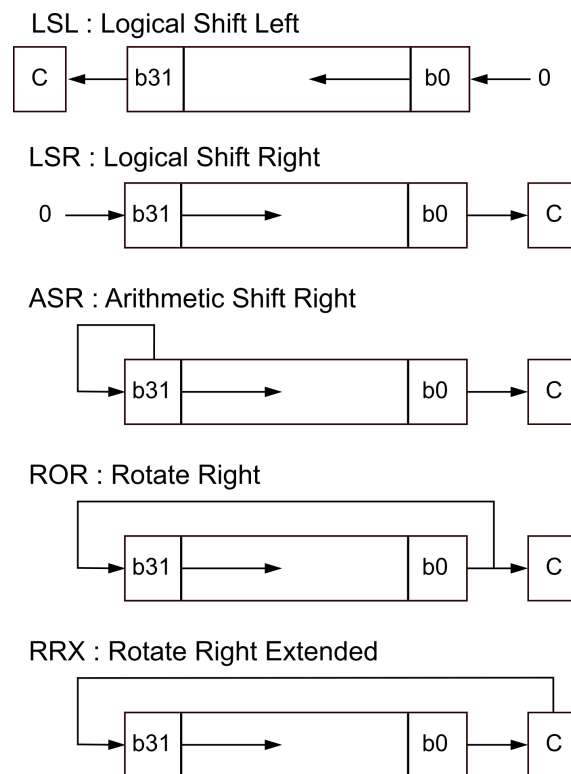 LSL : Logical Shift Left
C b31 b0 0
LSR : Logical Shift Right
0 b31 b0 C
ASR : Arithmetic Shift Right
b31 b0 C
ROR : Rotate Right
b31 b0 C
RRX : Rotate Right Extended
b31 b0 C